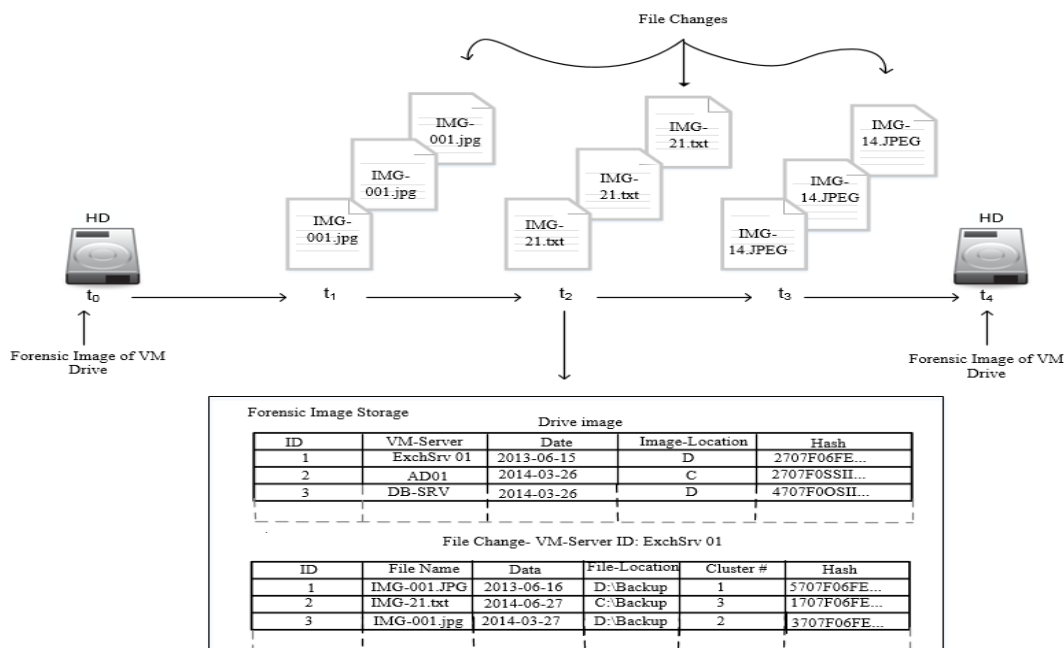 File Changes
IMG-
001.jpg
IMG-
001.jpg
IMG-
001.jpg
IMG-
21.txt
IMG-
21.txt
IMG-
21.txt
IMG-
14.JPEG
IMG-
14.JPEG
IMG-
14.JPEG
HD
HD
t0 t1 t2 t3 t4
Forensic Image of VM
Drive
Forensic Image of VM
Drive
Forensic Image Storage
Drive image
ID VM-Server Date Image-Location Hash
1 ExchSrv 01 2013-06-15 D 2707F06FE...
2 AD01 2014-03-26 C 2707F0SSII...
3 DB-SRV 2014-03-26 D 4707F0OSII...
File Change- VM-Server ID: ExchSrv 01
ID File Name Data File-Location Cluster # Hash
1 IMG-001.JPG 2013-06-16 D:\Backup 1 5707F06FE...
2 IMG-21.txt 2014-06-27 C:\Backup 3 1707F06FE...
3 IMG-001.jpg 2014-03-27 D:\Backup 2 3707F06FE...